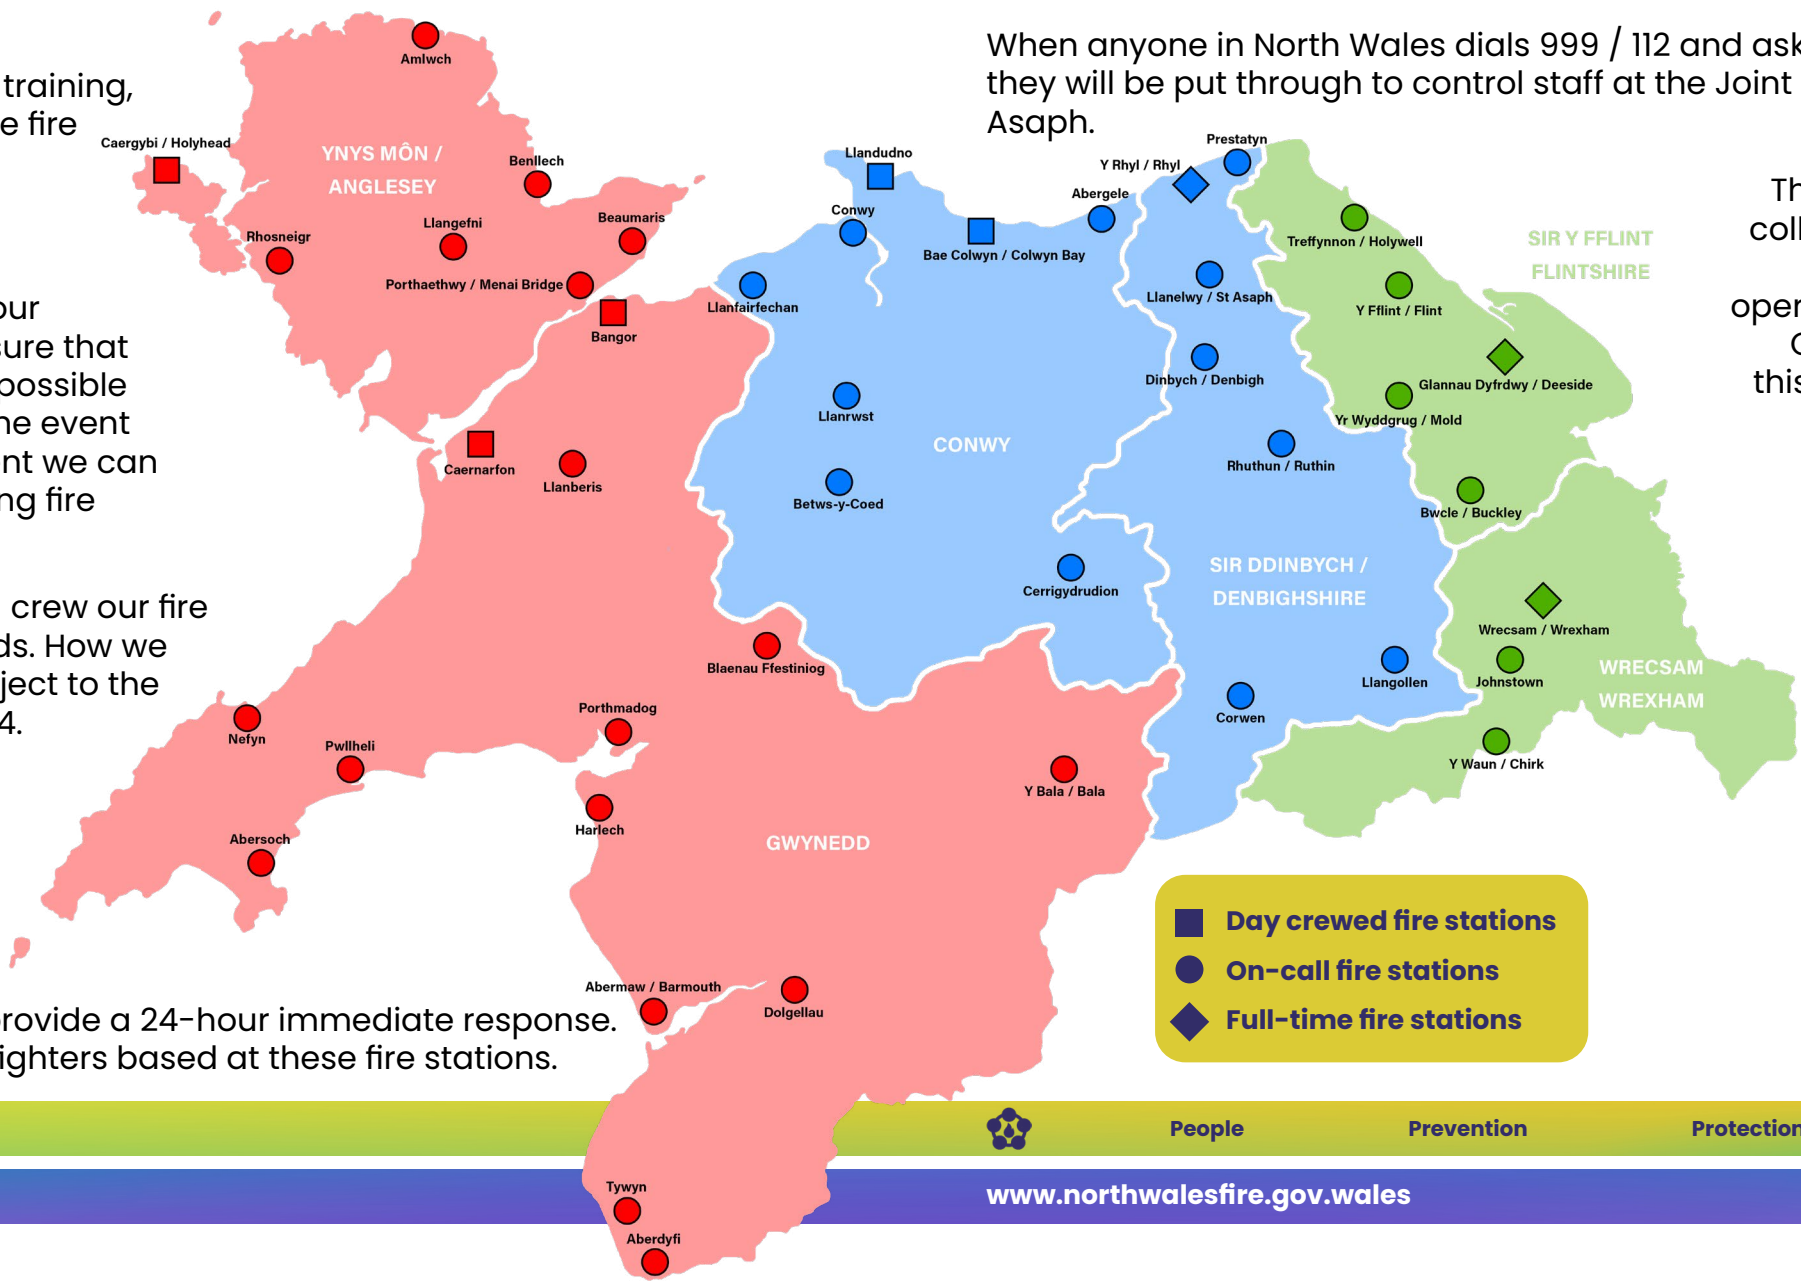 training,
e fire
our
sure that
possible
he event
nt we can
ng fire
crew our fire
ds. How we
ject to the
4.
provide a 24-hour immediate response.
ighters based at these fire stations.
When anyone in North Wales dials 999 / 112 and ask
they will be put through to control staff at the Joint
Asaph.
Th
coll
oper
this
Amlwch
Caergybi / Holyhead
YNYS MÔN /
ANGLESEY
Benllech
Llangefni
Beaumaris
Rhosneigr
Porthaethwy / Menai Bridge
Bangor
Caernarfon
Llanberis
Nefyn
Pwllheli
Abersoch
Porthmadog
Harlech
Blaenau Ffestiniog
Y Bala / Bala
GWYNEDD
Abermaw / Barmouth
Dolgellau
Tywyn
Aberdyfi
Llandudno
Conwy
Bae Colwyn / Colwyn Bay
Abergele
Llanfairfechan
Llanrwst
CONWY
Betws-y-Coed
Cerrigydrudion
Y Rhyl / Rhyl
Prestatyn
Llanelwy / St Asaph
Dinbych / Denbigh
Rhuthun / Ruthin
SIR DDINBYCH /
DENBIGHSHIRE
Llangollen
Corwen
Treffynnon / Holywell
SIR Y FFLINT
FLINTSHIRE
Y Fflint / Flint
Glannau Dyfrdwy / Deeside
Yr Wyddgrug / Mold
Bwcle / Buckley
Wrecsam / Wrexham
Johnstown
WRECSAM
WREXHAM
Y Waun / Chirk
Day crewed fire stations
On-call fire stations
Full-time fire stations
People
Prevention
Protection
www.northwalesfire.gov.wales